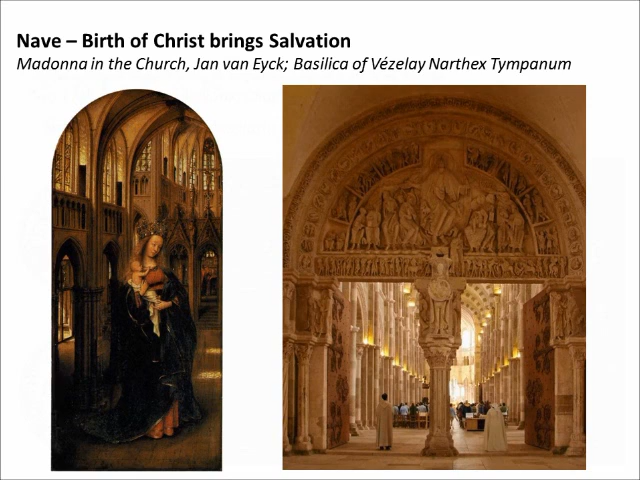 Nave – Birth of Christ brings Salvation
Madonna in the Church, Jan van Eyck; Basilica of Vézelay Narthex Tympanum